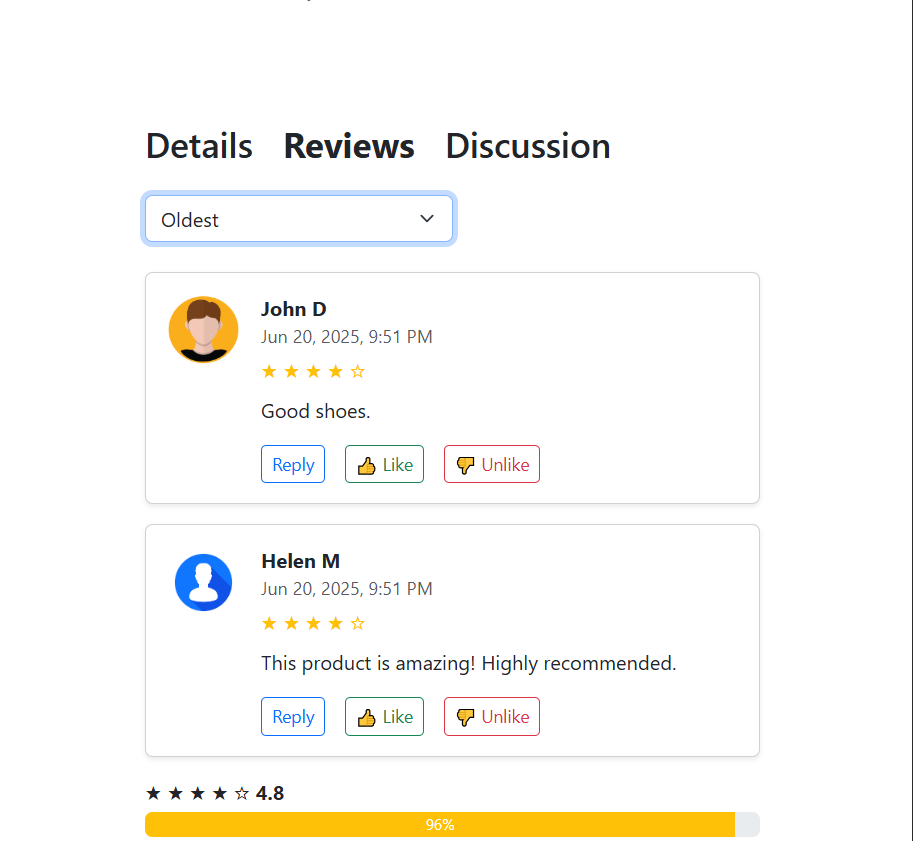 Details Reviews Discussion
Oldest
John D
Jun 20, 2025, 9:51 PM
★ ★ ★ ★ ☆
Good shoes.
Reply 👍 Like 👎 Unlike
Helen M
Jun 20, 2025, 9:51 PM
★ ★ ★ ★ ☆
This product is amazing! Highly recommended.
Reply 👍 Like 👎 Unlike
★ ★ ★ ★ ☆ 4.8
96%